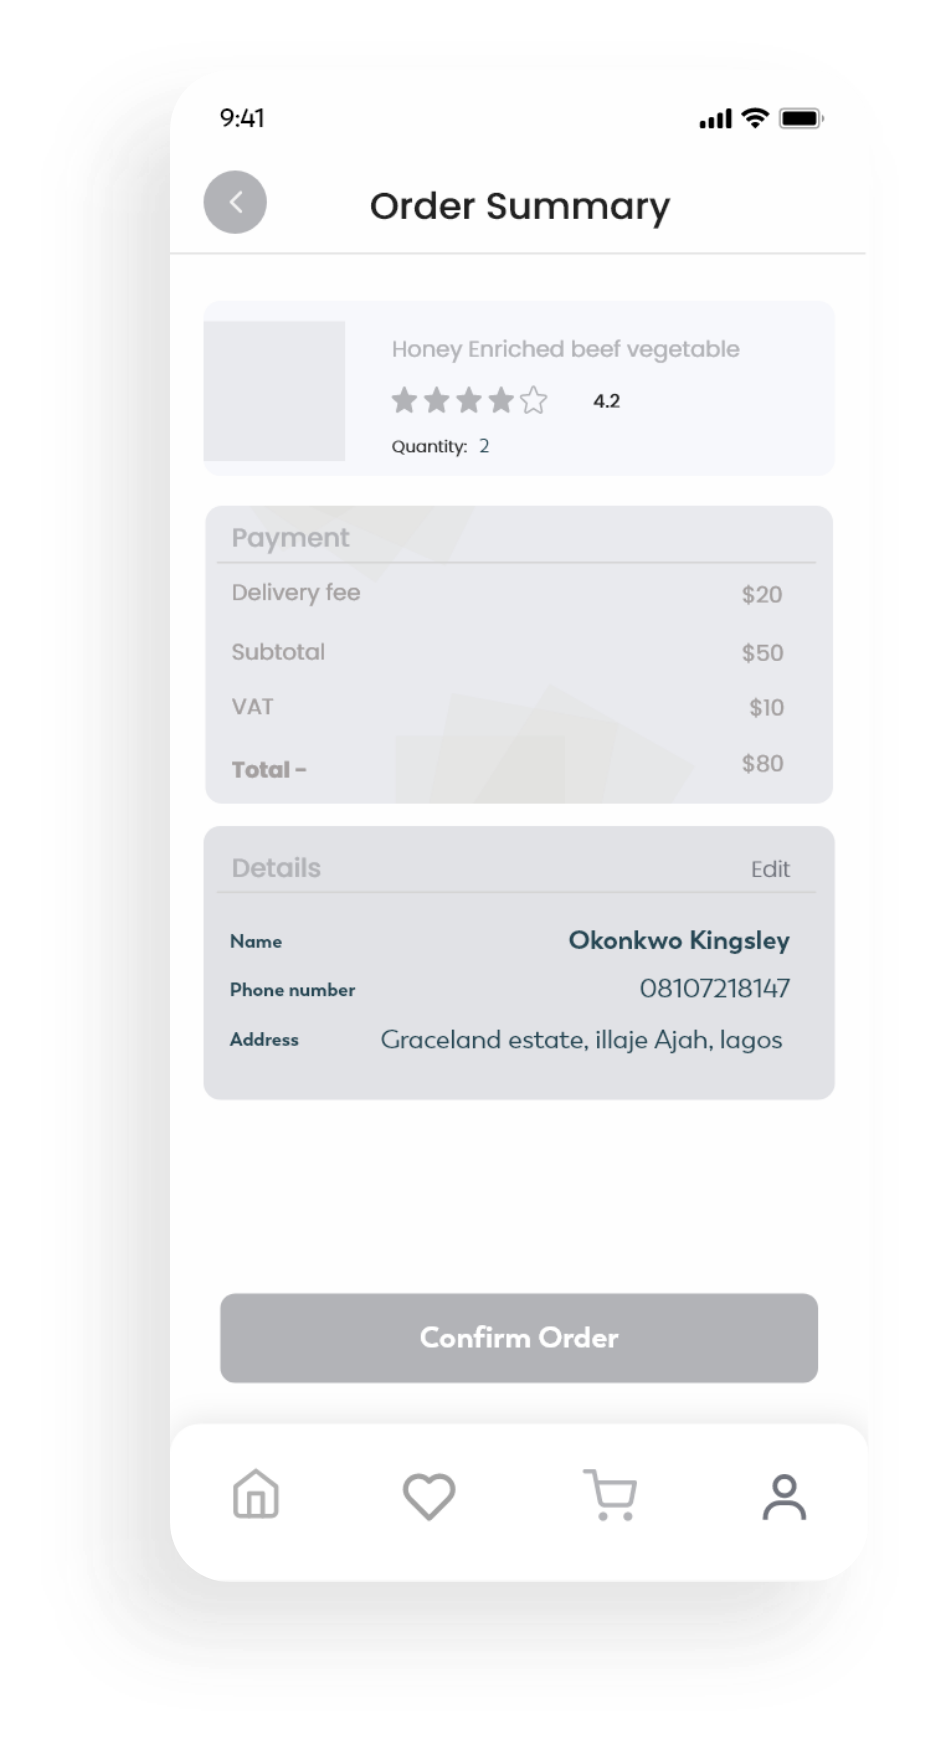 9:41
Order Summary
Honey Enriched beef vegetable
4.2
Quantity: 2
Payment
Delivery fee $20
Subtotal $50
VAT $10
Total - $80
Details Edit
Name Okonkwo Kingsley
Phone number 08107218147
Address Graceland estate, illaje Ajah, lagos
Confirm Order